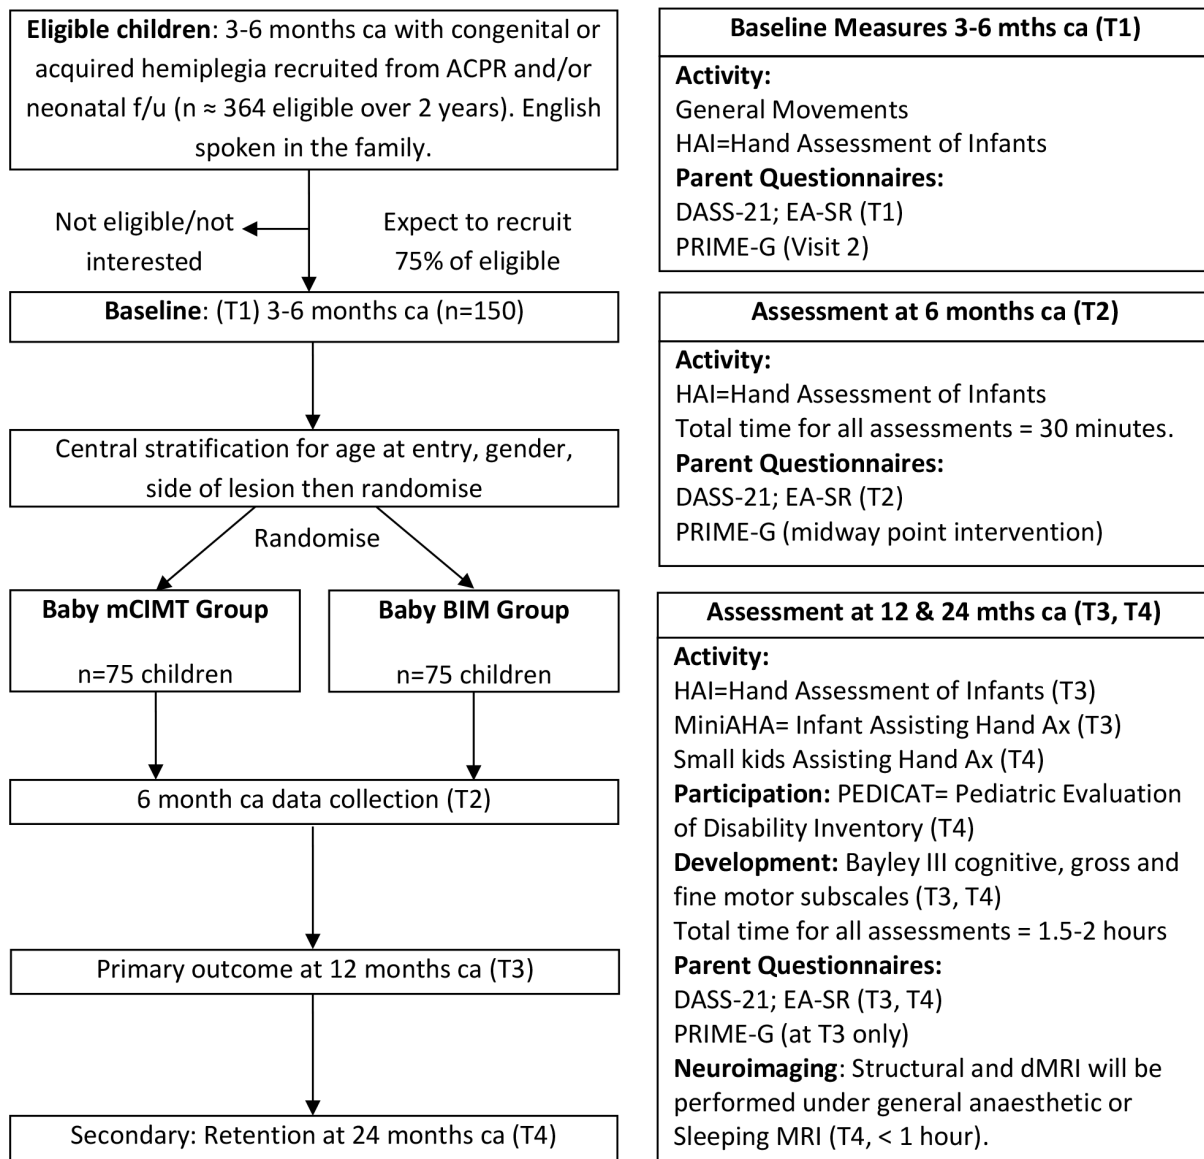 Eligible children: 3-6 months ca with congenital or
acquired hemiplegia recruited from ACPR and/or
neonatal f/u (n ≈ 364 eligible over 2 years). English
spoken in the family.
Not eligible/not
interested
Expect to recruit
75% of eligible
Baseline: (T1) 3-6 months ca (n=150)
Central stratification for age at entry, gender,
side of lesion then randomise
Randomise
Baby mCIMT Group
n=75 children
Baby BIM Group
n=75 children
6 month ca data collection (T2)
Primary outcome at 12 months ca (T3)
Secondary: Retention at 24 months ca (T4)
Baseline Measures 3-6 mths ca (T1)
Activity:
General Movements
HAI=Hand Assessment of Infants
Parent Questionnaires:
DASS-21; EA-SR (T1)
PRIME-G (Visit 2)
Assessment at 6 months ca (T2)
Activity:
HAI=Hand Assessment of Infants
Total time for all assessments = 30 minutes.
Parent Questionnaires:
DASS-21; EA-SR (T2)
PRIME-G (midway point intervention)
Assessment at 12 & 24 mths ca (T3, T4)
Activity:
HAI=Hand Assessment of Infants (T3)
MiniAHA= Infant Assisting Hand Ax (T3)
Small kids Assisting Hand Ax (T4)
Participation: PEDICAT= Pediatric Evaluation
of Disability Inventory (T4)
Development: Bayley III cognitive, gross and
fine motor subscales (T3, T4)
Total time for all assessments = 1.5-2 hours
Parent Questionnaires:
DASS-21; EA-SR (T3, T4)
PRIME-G (at T3 only)
Neuroimaging: Structural and dMRI will be
performed under general anaesthetic or
Sleeping MRI (T4, < 1 hour).